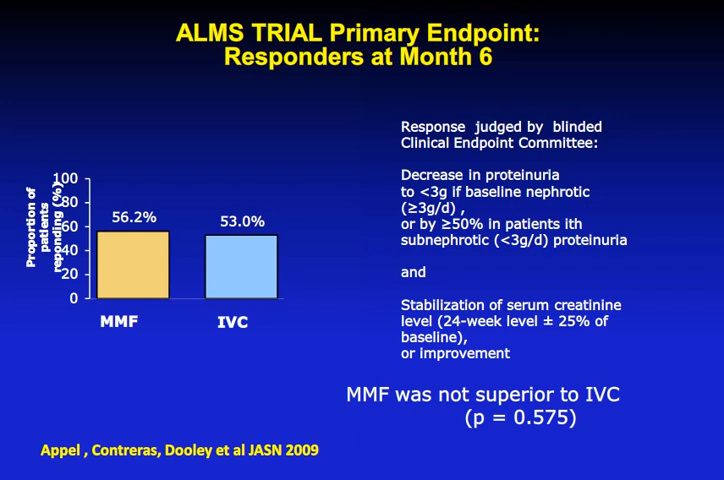 ALMS TRIAL Primary Endpoint:
Responders at Month 6
Response judged by blinded
Clinical Endpoint Committee:
Decrease in proteinuria
to <3g if baseline nephrotic
(≥3g/d) ,
or by ≥50% in patients ith
subnephrotic (<3g/d) proteinuria
and
Stabilization of serum creatinine
level (24-week level ± 25% of
baseline),
or improvement
Proportion of
patients
reponding (%)
100
80
60
40
20
0
56.2%
53.0%
MMF
IVC
MMF was not superior to IVC
(p = 0.575)
Appel , Contreras, Dooley et al JASN 2009